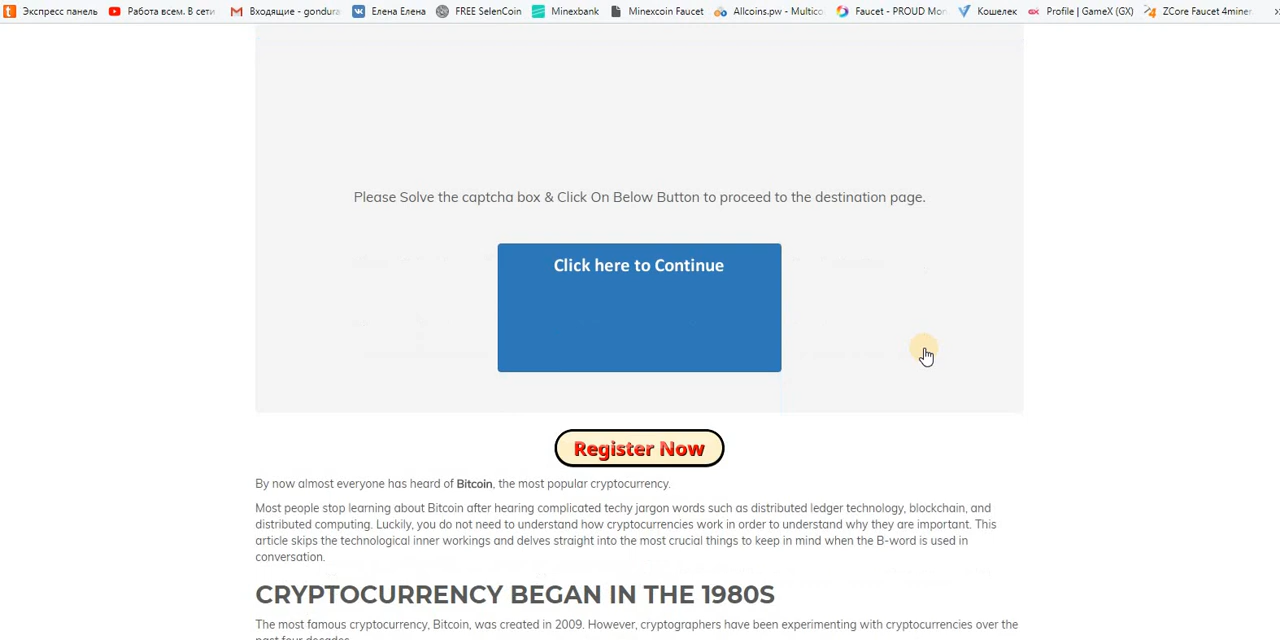 Экспресс панель Работа всем. В сети Входящие - gondura Елена Елена FREE SelenCoin Minexbank Minexcoin Faucet Allcoins.pw - Multico Faucet - PROUD Mon Кошелек Profile | GameX (GX) ZCore Faucet 4miner
Please Solve the captcha box & Click On Below Button to proceed to the destination page.
Click here to Continue
Register Now
By now almost everyone has heard of Bitcoin, the most popular cryptocurrency.
Most people stop learning about Bitcoin after hearing complicated techy jargon words such as distributed ledger technology, blockchain, and
distributed computing. Luckily, you do not need to understand how cryptocurrencies work in order to understand why they are important. This
article skips the technological inner workings and delves straight into the most crucial things to keep in mind when the B-word is used in
conversation.
CRYPTOCURRENCY BEGAN IN THE 1980S
The most famous cryptocurrency, Bitcoin, was created in 2009. However, cryptographers have been experimenting with cryptocurrencies over the
past four decades.